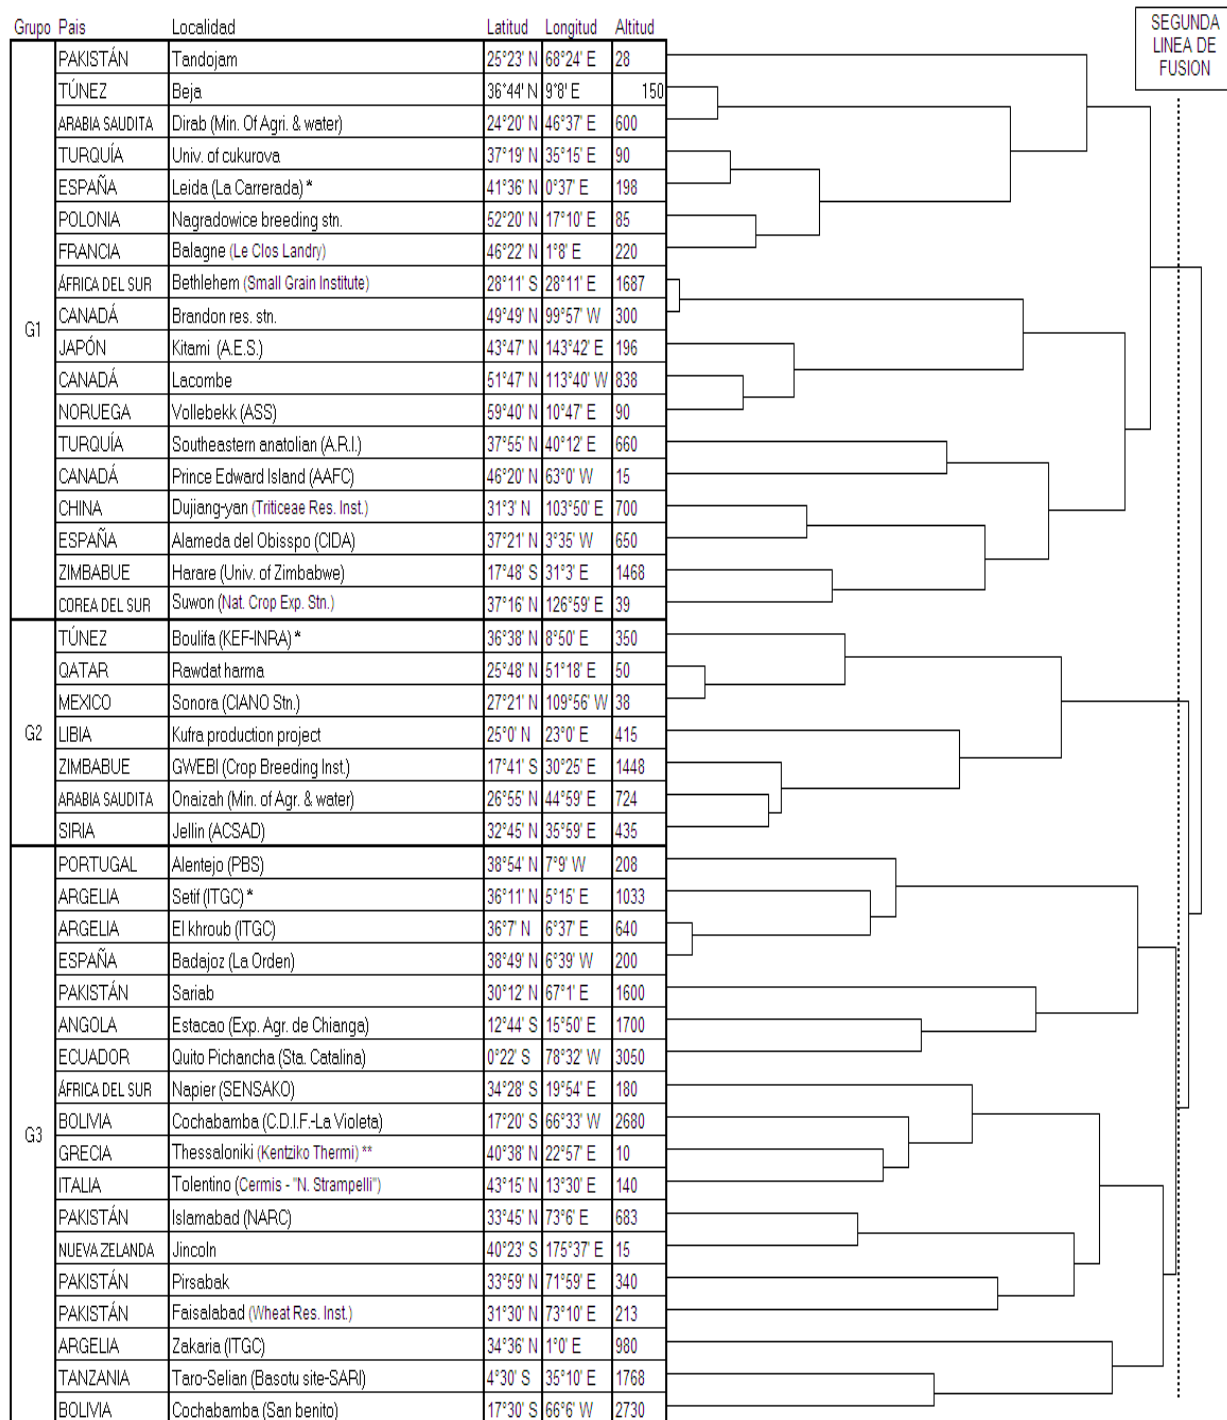 Grupo Pais Localidad Latitud Longitud Altitud
SEGUNDA
LINEA DE
FUSION
PAKISTÁN Tandojam 25°23' N 68°24' E 28
TÚNEZ Beja 36°44' N 9°8' E 150
ARABIA SAUDITA Dirab (Min. Of Agri. & water) 24°20' N 46°37' E 600
TURQUÍA Univ. of cukurova 37°19' N 35°15' E 90
ESPAÑA Leida (La Carrerada) * 41°36' N 0°37' E 198
POLONIA Nagradowice breeding stn. 52°20' N 17°10' E 85
FRANCIA Balagne (Le Clos Landry) 46°22' N 1°8' E 220
ÁFRICA DEL SUR Bethlehem (Small Grain Institute) 28°11' S 28°11' E 1687
G1
CANADÁ Brandon res. stn. 49°49' N 99°57' W 300
JAPÓN Kitami (A.E.S.) 43°47' N 143°42' E 196
CANADÁ Lacombe 51°47' N 113°40' W 838
NORUEGA Vollebekk (ASS) 59°40' N 10°47' E 90
TURQUÍA Southeastern anatolian (A.R.I.) 37°55' N 40°12' E 660
CANADÁ Prince Edward Island (AAFC) 46°20' N 63°0' W 15
CHINA Dujiang-yan (Triticeae Res. Inst.) 31°3' N 103°50' E 700
ESPAÑA Alameda del Obisspo (CIDA) 37°21' N 3°35' W 650
ZIMBABUE Harare (Univ. of Zimbabwe) 17°48' S 31°3' E 1468
COREA DEL SUR Suwon (Nat. Crop Exp. Stn.) 37°16' N 126°59' E 39
TÚNEZ Boulifa (KEF-INRA) * 36°38' N 8°50' E 350
QATAR Rawdat harma 25°48' N 51°18' E 50
MEXICO Sonora (CIANO Stn.) 27°21' N 109°56' W 38
G2 LIBIA Kufra production project 25°0' N 23°0' E 415
ZIMBABUE GWEBI (Crop Breeding Inst.) 17°41' S 30°25' E 1448
ARABIA SAUDITA Onaizah (Min. of Agr. & water) 26°55' N 44°59' E 724
SIRIA Jellin (ACSAD) 32°45' N 35°59' E 435
PORTUGAL Alentejo (PBS) 38°54' N 7°9' W 208
ARGELIA Setif (ITGC) * 36°11' N 5°15' E 1033
ARGELIA El khroub (ITGC) 36°7' N 6°37' E 640
ESPAÑA Badajoz (La Orden) 38°49' N 6°39' W 200
PAKISTÁN Sariab 30°12' N 67°1' E 1600
ANGOLA Estacao (Exp. Agr. de Chianga) 12°44' S 15°50' E 1700
ECUADOR Quito Pichancha (Sta. Catalina) 0°22' S 78°32' W 3050
ÁFRICA DEL SUR Napier (SENSAKO) 34°28' S 19°54' E 180
BOLIVIA Cochabamba (C.D.I.F.-La Violeta) 17°20' S 66°33' W 2680
G3
GRECIA Thessaloniki (Kentziko Thermi) ** 40°38' N 22°57' E 10
ITALIA Tolentino (Cermis - "N. Strampelli") 43°15' N 13°30' E 140
PAKISTÁN Islamabad (NARC) 33°45' N 73°6' E 683
NUEVA ZELANDA Jincoln 40°23' S 175°37' E 15
PAKISTÁN Pirsabak 33°59' N 71°59' E 340
PAKISTÁN Faisalabad (Wheat Res. Inst.) 31°30' N 73°10' E 213
ARGELIA Zakaria (ITGC) 34°36' N 1°0' E 980
TANZANIA Taro-Selian (Basotu site-SARI) 4°30' S 35°10' E 1768
BOLIVIA Cochabamba (San benito) 17°30' S 66°6' W 2730